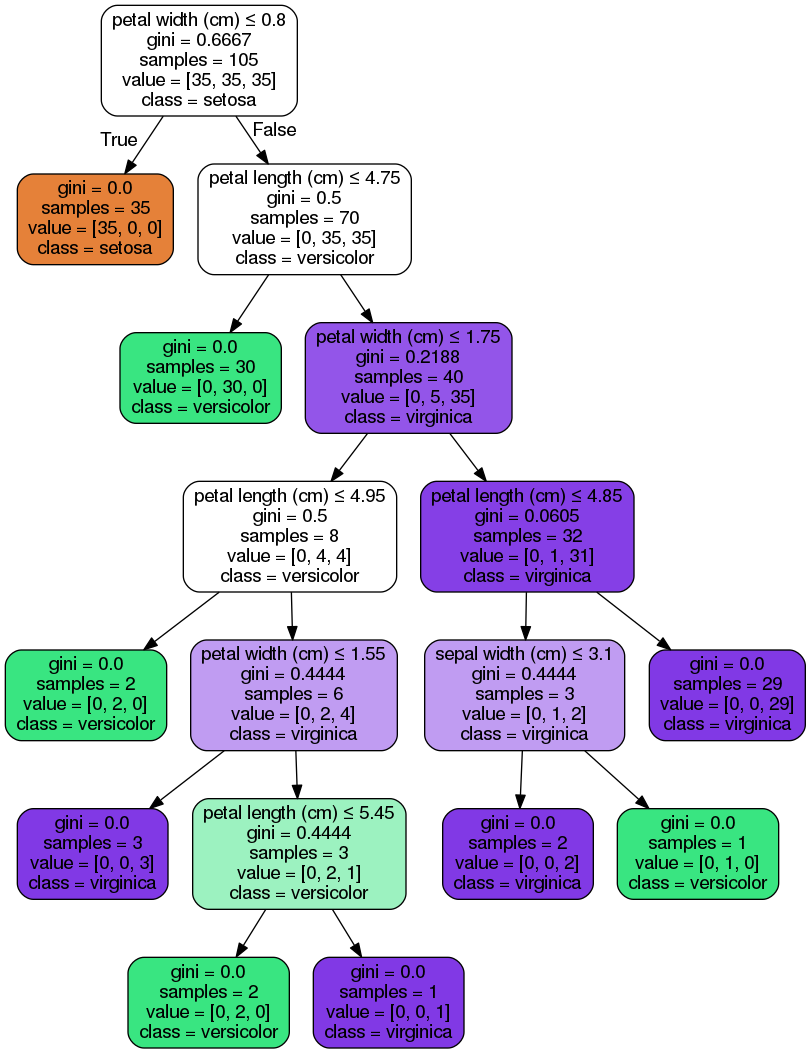 petal width (cm) ≤ 0.8
gini = 0.6667
samples = 105
value = [35, 35, 35]
class = setosa
True
False
gini = 0.0
samples = 35
value = [35, 0, 0]
class = setosa
petal length (cm) ≤ 4.75
gini = 0.5
samples = 70
value = [0, 35, 35]
class = versicolor
gini = 0.0
samples = 30
value = [0, 30, 0]
class = versicolor
petal width (cm) ≤ 1.75
gini = 0.2188
samples = 40
value = [0, 5, 35]
class = virginica
petal length (cm) ≤ 4.95
gini = 0.5
samples = 8
value = [0, 4, 4]
class = versicolor
petal length (cm) ≤ 4.85
gini = 0.0605
samples = 32
value = [0, 1, 31]
class = virginica
gini = 0.0
samples = 2
value = [0, 2, 0]
class = versicolor
petal width (cm) ≤ 1.55
gini = 0.4444
samples = 6
value = [0, 2, 4]
class = virginica
sepal width (cm) ≤ 3.1
gini = 0.4444
samples = 3
value = [0, 1, 2]
class = virginica
gini = 0.0
samples = 29
value = [0, 0, 29]
class = virginica
gini = 0.0
samples = 3
value = [0, 0, 3]
class = virginica
petal length (cm) ≤ 5.45
gini = 0.4444
samples = 3
value = [0, 2, 1]
class = versicolor
gini = 0.0
samples = 2
value = [0, 0, 2]
class = virginica
gini = 0.0
samples = 1
value = [0, 1, 0]
class = versicolor
gini = 0.0
samples = 2
value = [0, 2, 0]
class = versicolor
gini = 0.0
samples = 1
value = [0, 0, 1]
class = virginica